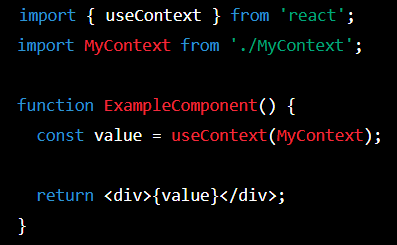 import { useContext } from 'react';
import MyContext from './MyContext';
function ExampleComponent() {
const value = useContext(MyContext);
return <div>{value}</div>;
}